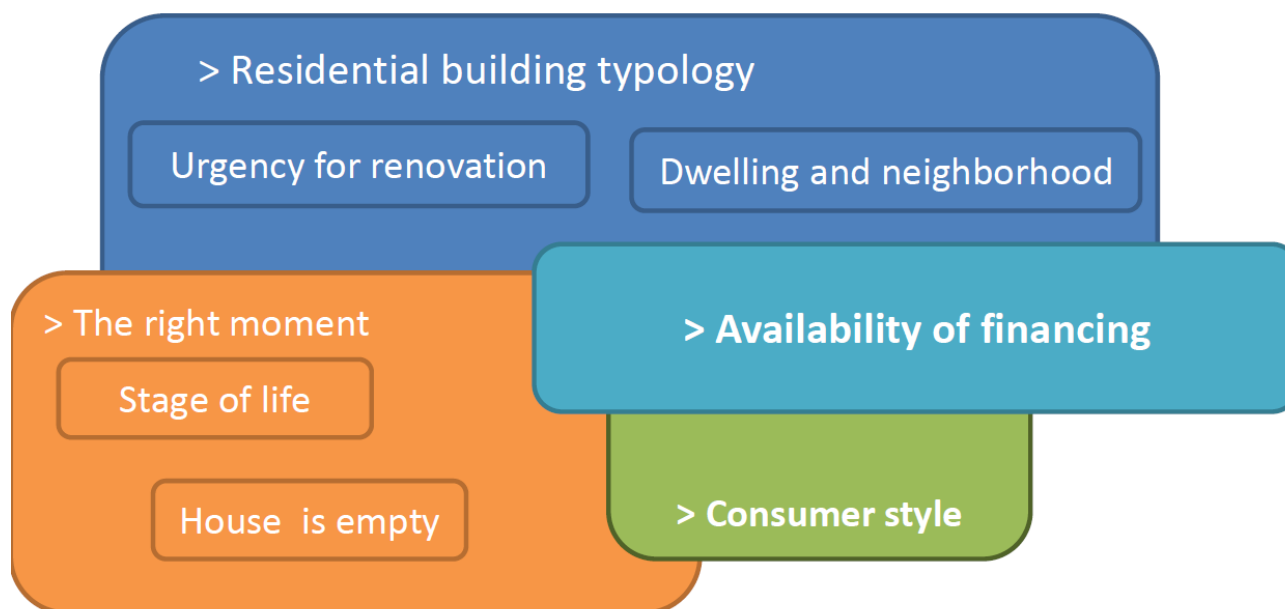 > Residential building typology
Urgency for renovation
Dwelling and neighborhood
> The right moment
> Availability of financing
Stage of life
House  is empty
> Consumer style